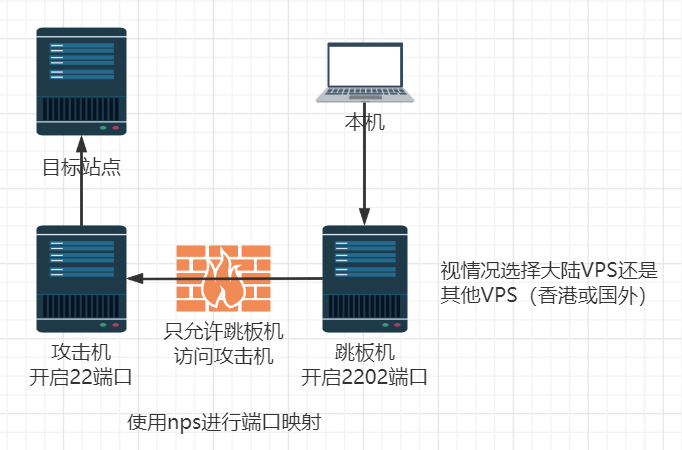 本机
目标站点
视情况选择大陆VPS还是
其他VPS（香港或国外）
只允许跳板机
访问攻击机
攻击机
开启22端口
跳板机
开启2202端口
使用nps进行端口映射